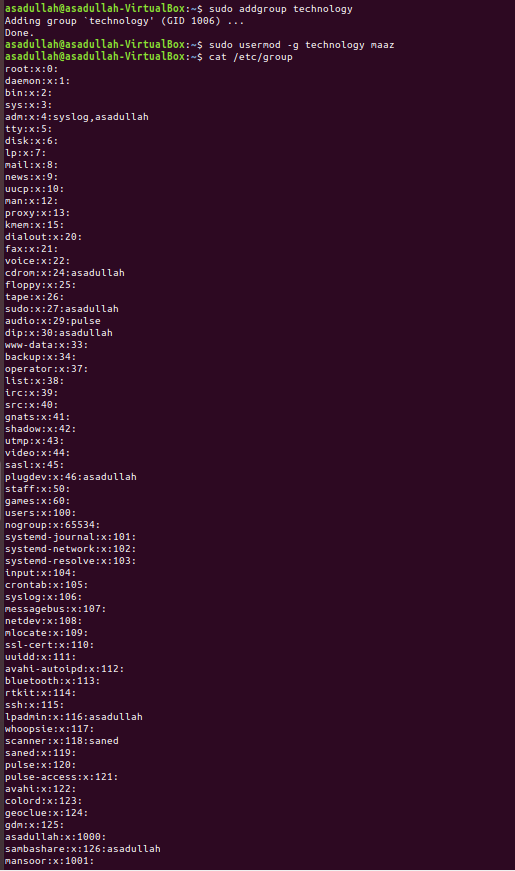 asadullah@asadullah-VirtualBox:~$ sudo addgroup technology
Adding group `technology' (GID 1006) ...
Done.
asadullah@asadullah-VirtualBox:~$ sudo usermod -g technology maaz
asadullah@asadullah-VirtualBox:~$ cat /etc/group
root:x:0:
daemon:x:1:
bin:x:2:
sys:x:3:
adm:x:4:syslog,asadullah
tty:x:5:
disk:x:6:
lp:x:7:
mail:x:8:
news:x:9:
uucp:x:10:
man:x:12:
proxy:x:13:
kmem:x:15:
dialout:x:20:
fax:x:21:
voice:x:22:
cdrom:x:24:asadullah
floppy:x:25:
tape:x:26:
sudo:x:27:asadullah
audio:x:29:pulse
dip:x:30:asadullah
www-data:x:33:
backup:x:34:
operator:x:37:
list:x:38:
irc:x:39:
src:x:40:
gnats:x:41:
shadow:x:42:
utmp:x:43:
video:x:44:
sasl:x:45:
plugdev:x:46:asadullah
staff:x:50:
games:x:60:
users:x:100:
nogroup:x:65534:
systemd-journal:x:101:
systemd-network:x:102:
systemd-resolve:x:103:
input:x:104:
crontab:x:105:
syslog:x:106:
messagebus:x:107:
netdev:x:108:
mlocate:x:109:
ssl-cert:x:110:
uuidd:x:111:
avahi-autoipd:x:112:
bluetooth:x:113:
rtkit:x:114:
ssh:x:115:
lpadmin:x:116:asadullah
whoopsie:x:117:
scanner:x:118:saned
saned:x:119:
pulse:x:120:
pulse-access:x:121:
avahi:x:122:
colord:x:123:
geoclue:x:124:
gdm:x:125:
asadullah:x:1000:
sambashare:x:126:asadullah
mansoor:x:1001: